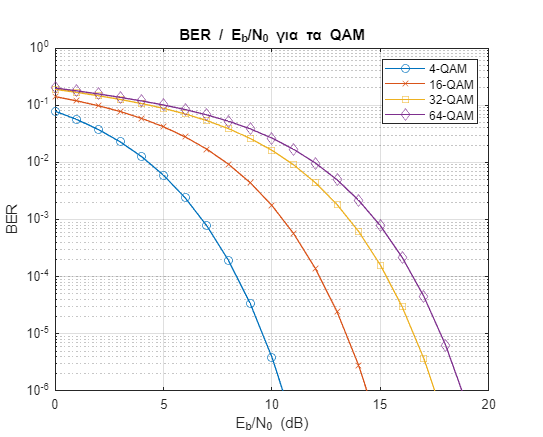 BER / Eb/N0 για τα QAM
10^0
10^-1
10^-2
10^-3
10^-4
10^-5
10^-6
BER
4-QAM
16-QAM
32-QAM
64-QAM
0 5 10 15 20
Eb/N0 (dB)